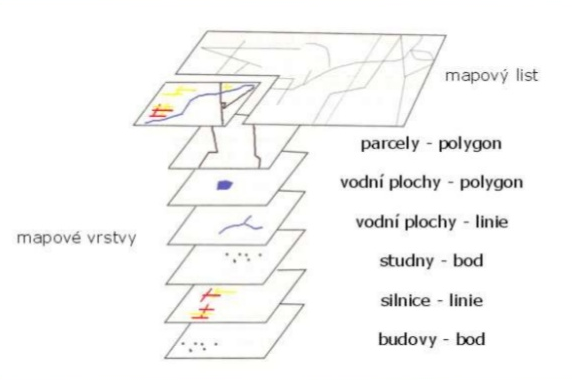 mapový list
parcely - polygon
vodní plochy - polygon
vodní plochy - linie
mapové vrstvy
studny - bod
silnice - linie
budovy - bod